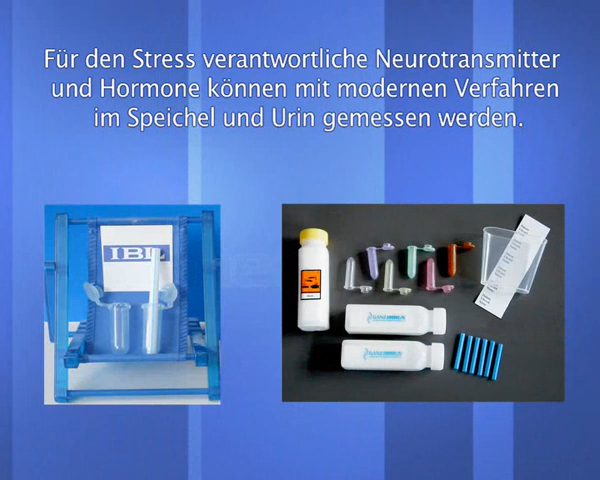 Für den Stress verantwortliche Neurotransmitter
und Hormone können mit modernen Verfahren
im Speichel und Urin gemessen werden.
IBL